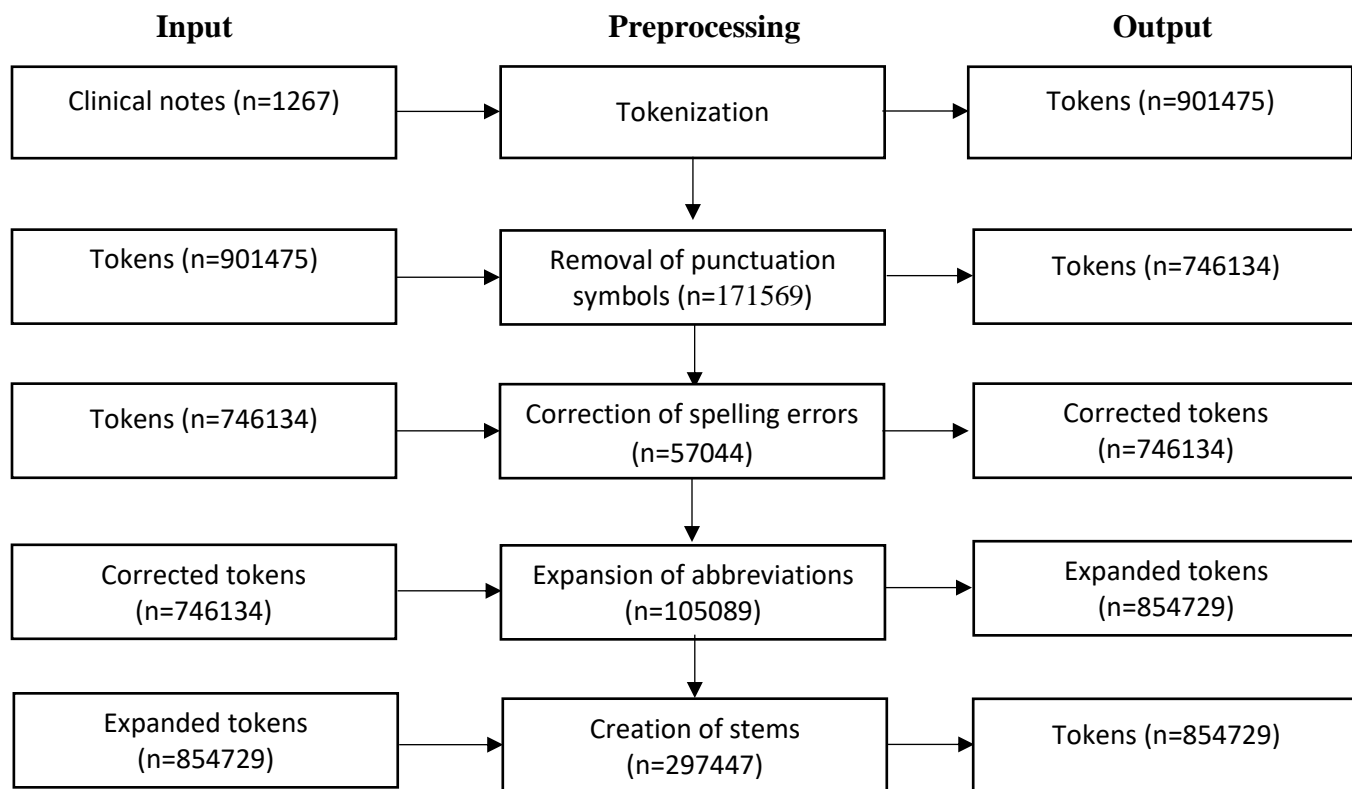 Input Preprocessing Output
Clinical notes (n=1267)
Tokenization
Tokens (n=901475)
Tokens (n=901475)
Removal of punctuation
symbols (n=171569)
Tokens (n=746134)
Tokens (n=746134)
Correction of spelling errors
(n=57044)
Corrected tokens
(n=746134)
Corrected tokens
(n=746134)
Expansion of abbreviations
(n=105089)
Expanded tokens
(n=854729)
Expanded tokens
(n=854729)
Creation of stems
(n=297447)
Tokens (n=854729)